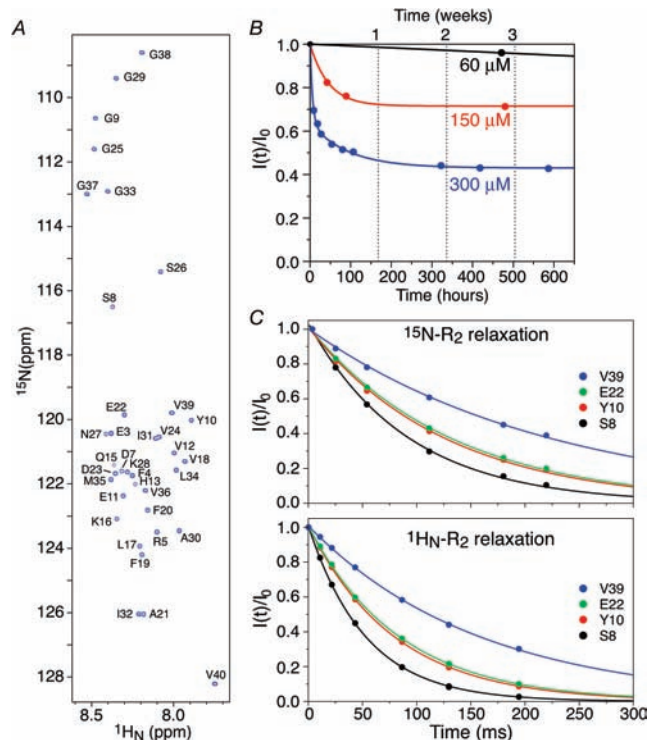 A
G38
G29
110
G9
G25
112
G37
G33
114
S26
116
S8
118
15N(ppm)
E22
V39
120
Y10
N27
E3
I31
V24
V12
Q15
D7
V18
D23
K28
F4
L34
122
M35
H13
V36
E11
F20
K16
R5
A30
124
L17
F19
126
I32
A21
128
V40
8.5
8.0
1HN (ppm)
B
Time (weeks)
1 2 3
1.0
60 µM
0.8
150 µM
0.6
0.4
300 µM
0.2
0.0
I(t)/I0
0 100 200 300 400 500 600
Time (hours)
C
15N-R2 relaxation
1.0
0.8
0.6
0.4
0.2
0.0
I(t)/I0
V39
E22
Y10
S8
1HN-R2 relaxation
1.0
0.8
0.6
0.4
0.2
0.0
I(t)/I0
V39
E22
Y10
S8
0 50 100 150 200 250 300
Time (ms)